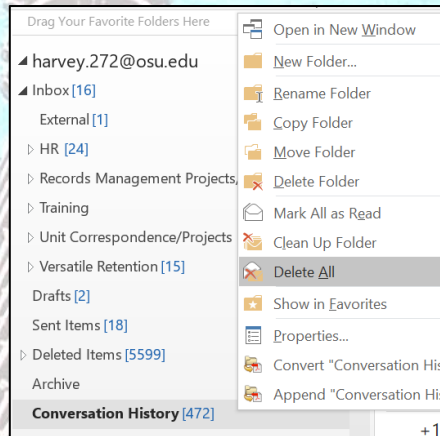 Drag Your Favorite Folders Here
harvey.272@osu.edu
Inbox [16]
External [1]
HR [24]
Records Management Projects,
Training
Unit Correspondence/Projects
Versatile Retention [15]
Drafts [2]
Sent Items [18]
Deleted Items [5599]
Archive
Conversation History [472]
Open in New Window
New Folder...
Rename Folder
Copy Folder
Move Folder
Delete Folder
Mark All as Read
Clean Up Folder
Delete All
Show in Favorites
Properties...
Convert "Conversation His
Append "Conversation His
+1